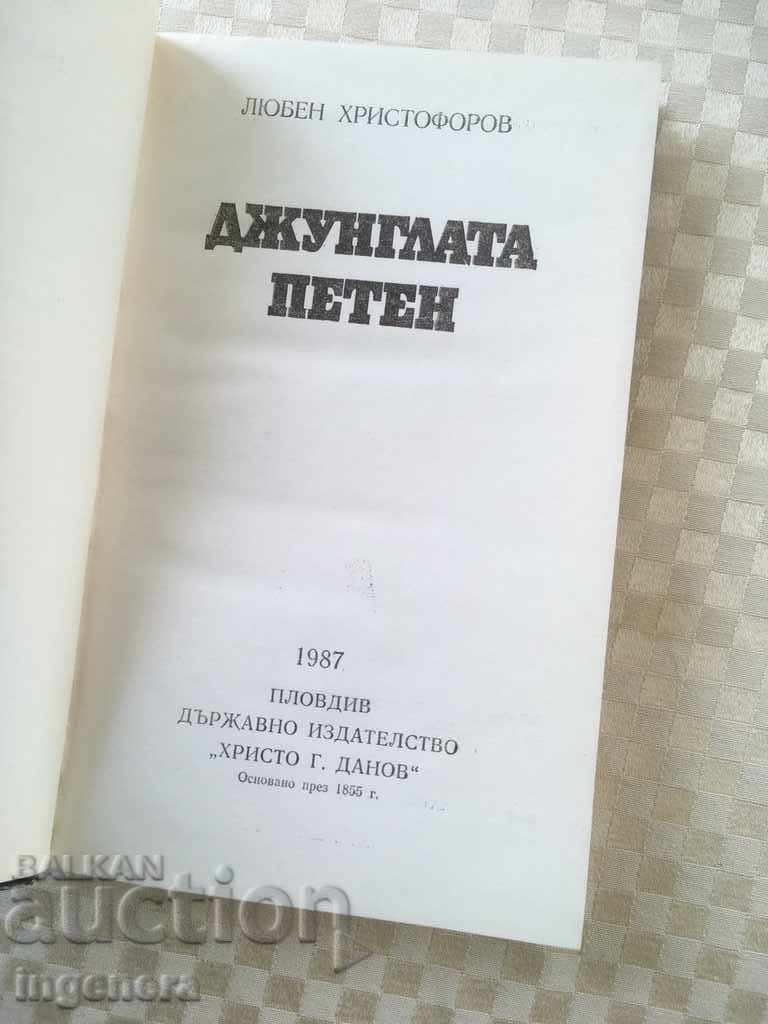 ЛЮБЕН ХРИСТОФОРОВ
ДЖУНГЛАТА
ПЕТЕН
1987
ПЛОВДИВ
ДЪРЖАВНО ИЗДАТЕЛСТВО
„ХРИСТО Г. ДАНОВ“
Основано през 1855 г.
BALKAN
auction
ingenera